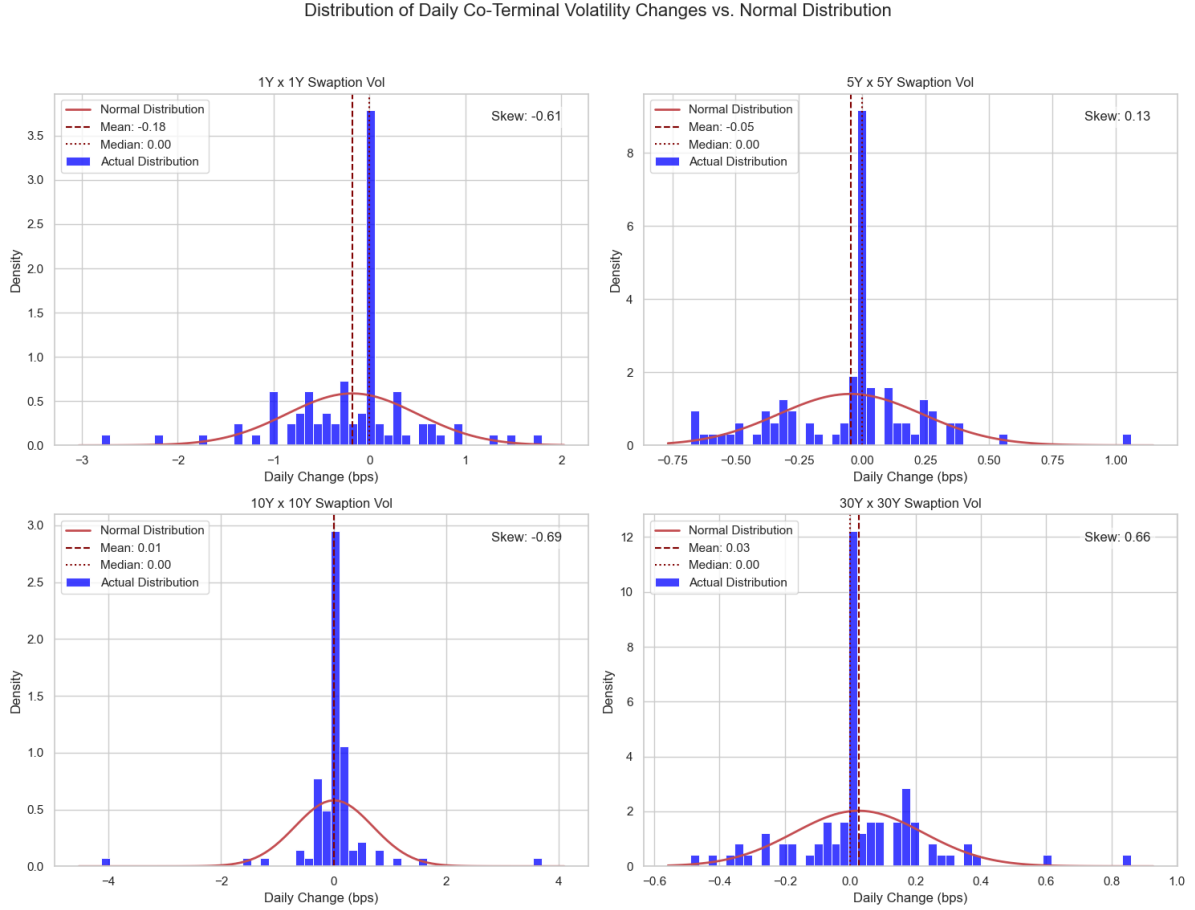 Distribution of Daily Co-Terminal Volatility Changes vs. Normal Distribution
1Y x 1Y Swaption Vol
Normal Distribution
Mean: -0.18
Median: 0.00
Actual Distribution
Skew: -0.61
Density
3.5
3.0
2.5
2.0
1.5
1.0
0.5
0.0
−3
−2
−1
0
1
2
Daily Change (bps)
5Y x 5Y Swaption Vol
Normal Distribution
Mean: -0.05
Median: 0.00
Actual Distribution
Skew: 0.13
Density
8
6
4
2
0
−0.75
−0.50
−0.25
0.00
0.25
0.50
0.75
1.00
Daily Change (bps)
10Y x 10Y Swaption Vol
Normal Distribution
Mean: 0.01
Median: 0.00
Actual Distribution
Skew: -0.69
Density
3.0
2.5
2.0
1.5
1.0
0.5
0.0
−4
−2
0
2
4
Daily Change (bps)
30Y x 30Y Swaption Vol
Normal Distribution
Mean: 0.03
Median: 0.00
Actual Distribution
Skew: 0.66
Density
12
10
8
6
4
2
0
−0.6
−0.4
−0.2
0.0
0.2
0.4
0.6
0.8
1.0
Daily Change (bps)